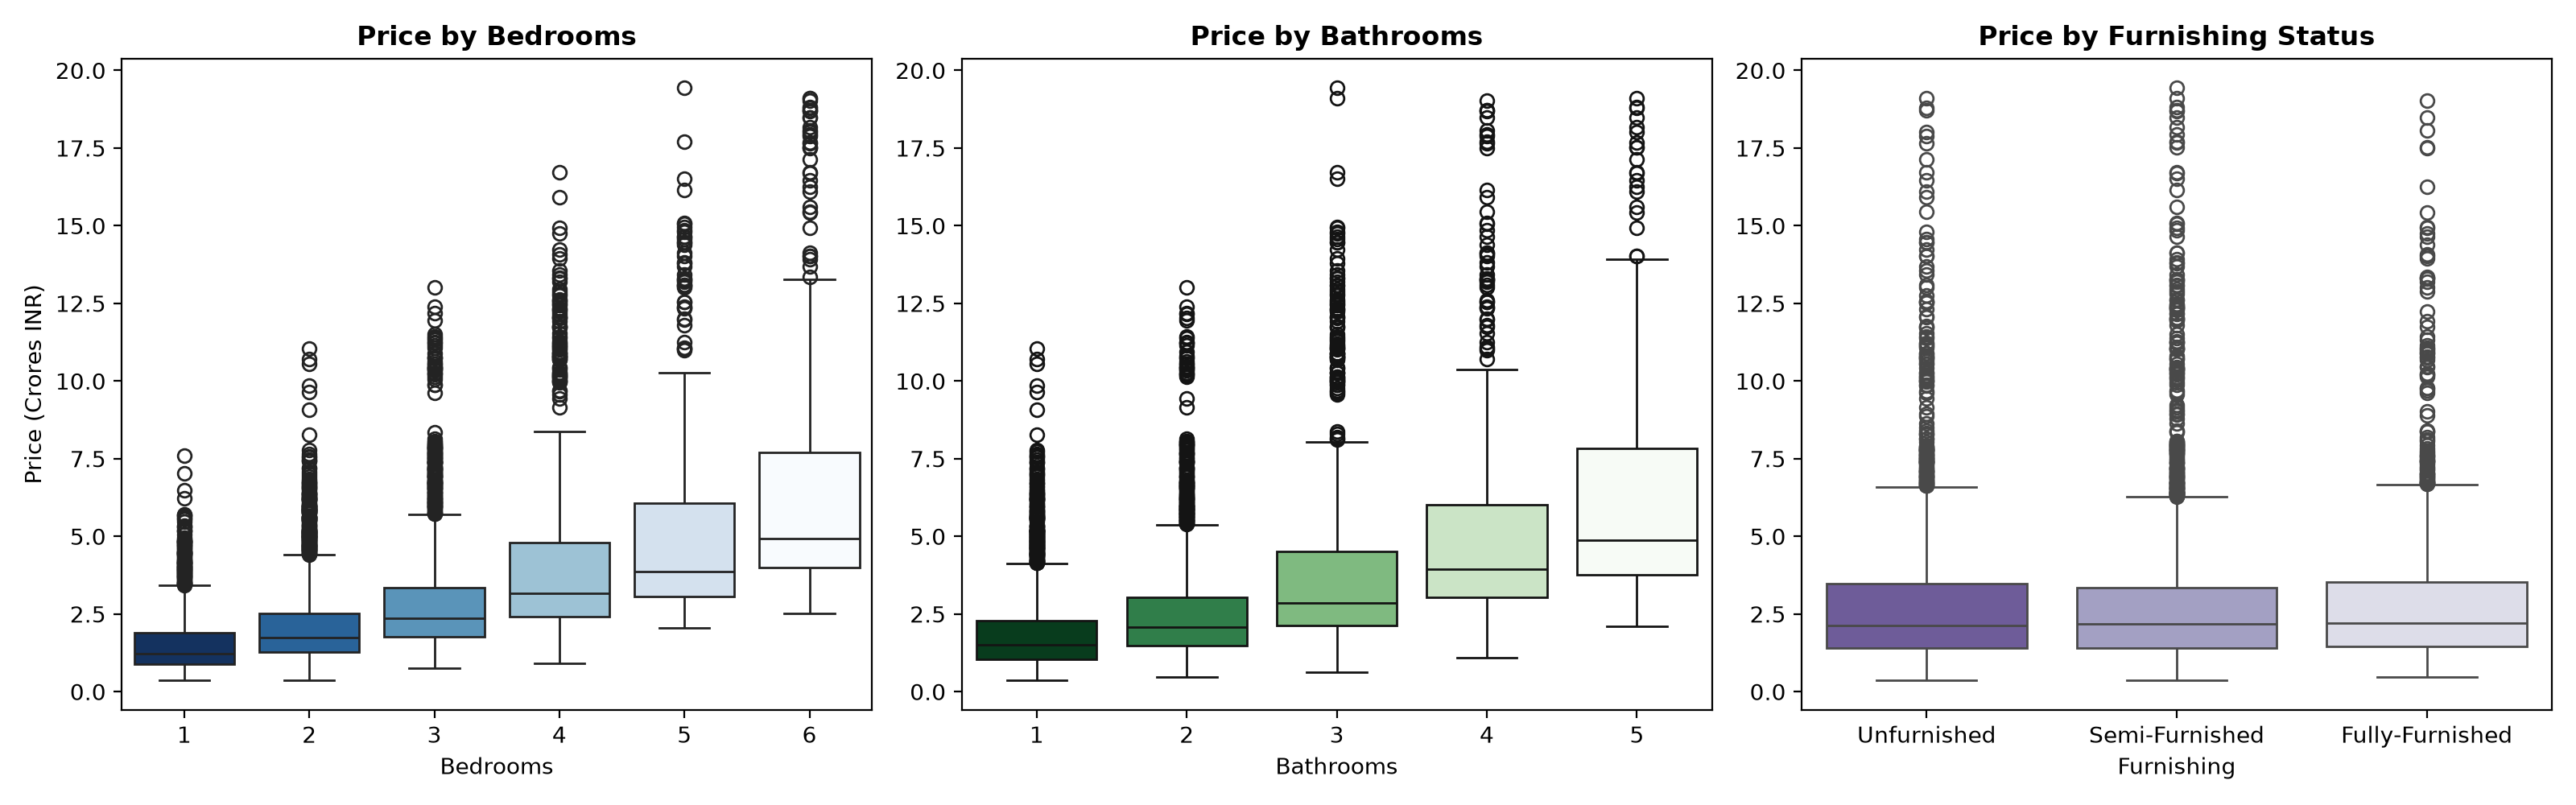 Price by Bedrooms
Price (Crores INR)
20.0
17.5
15.0
12.5
10.0
7.5
5.0
2.5
0.0
1 2 3 4 5 6
Bedrooms
Price by Bathrooms
20.0
17.5
15.0
12.5
10.0
7.5
5.0
2.5
0.0
1 2 3 4 5
Bathrooms
Price by Furnishing Status
20.0
17.5
15.0
12.5
10.0
7.5
5.0
2.5
0.0
Unfurnished Semi-Furnished Fully-Furnished
Furnishing